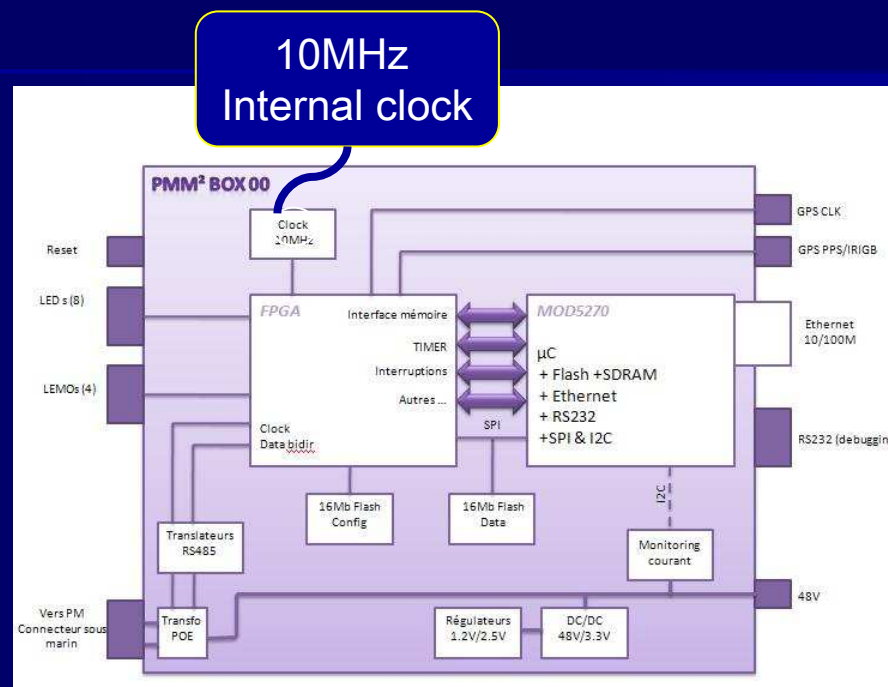 10MHz
Internal clock
PMM² BOX 00
Clock
10MHz
GPS CLK
Reset
GPS PPS/IRIGB
LED s (8)
FPGA
Interface mémoire
MOD5270
Ethernet
10/100M
TIMER
µC
Interruptions
+ Flash +SDRAM
LEMOs (4)
+ Ethernet
Autres ...
+ RS232
SPI
+SPI & I2C
Clock
Data bidir
RS232 (debuggin
I2C
16Mb Flash
Config
16Mb Flash
Data
Translateurs
RS485
Monitoring
courant
48V
Vers PM
Connecteur sous
marin
Transfo
POE
Régulateurs
1.2V/2.5V
DC/DC
48V/3.3V